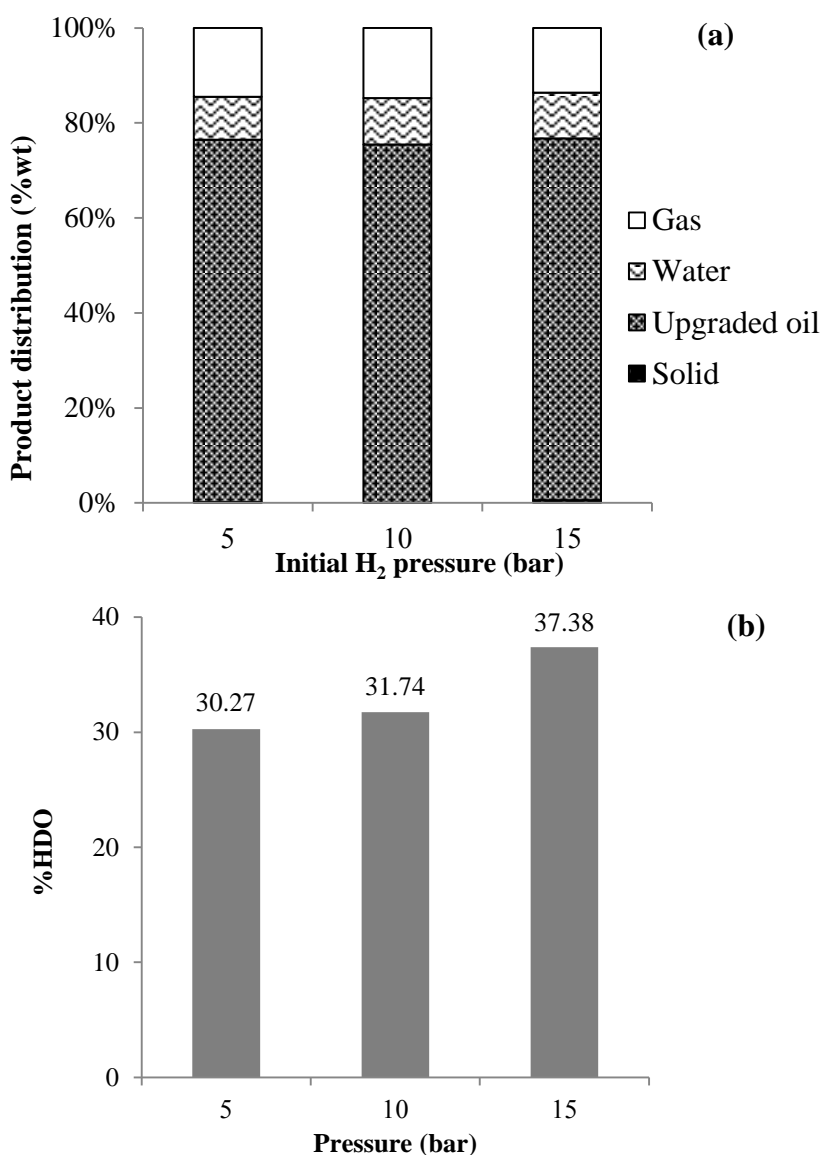 (a)
Product distribution (%wt)
100%
80%
60%
40%
20%
0%
5 10 15
Initial H₂ pressure (bar)
Gas
Water
Upgraded oil
Solid
(b)
%HDO
40
30
20
10
0
30.27
31.74
37.38
5 10 15
Pressure (bar)